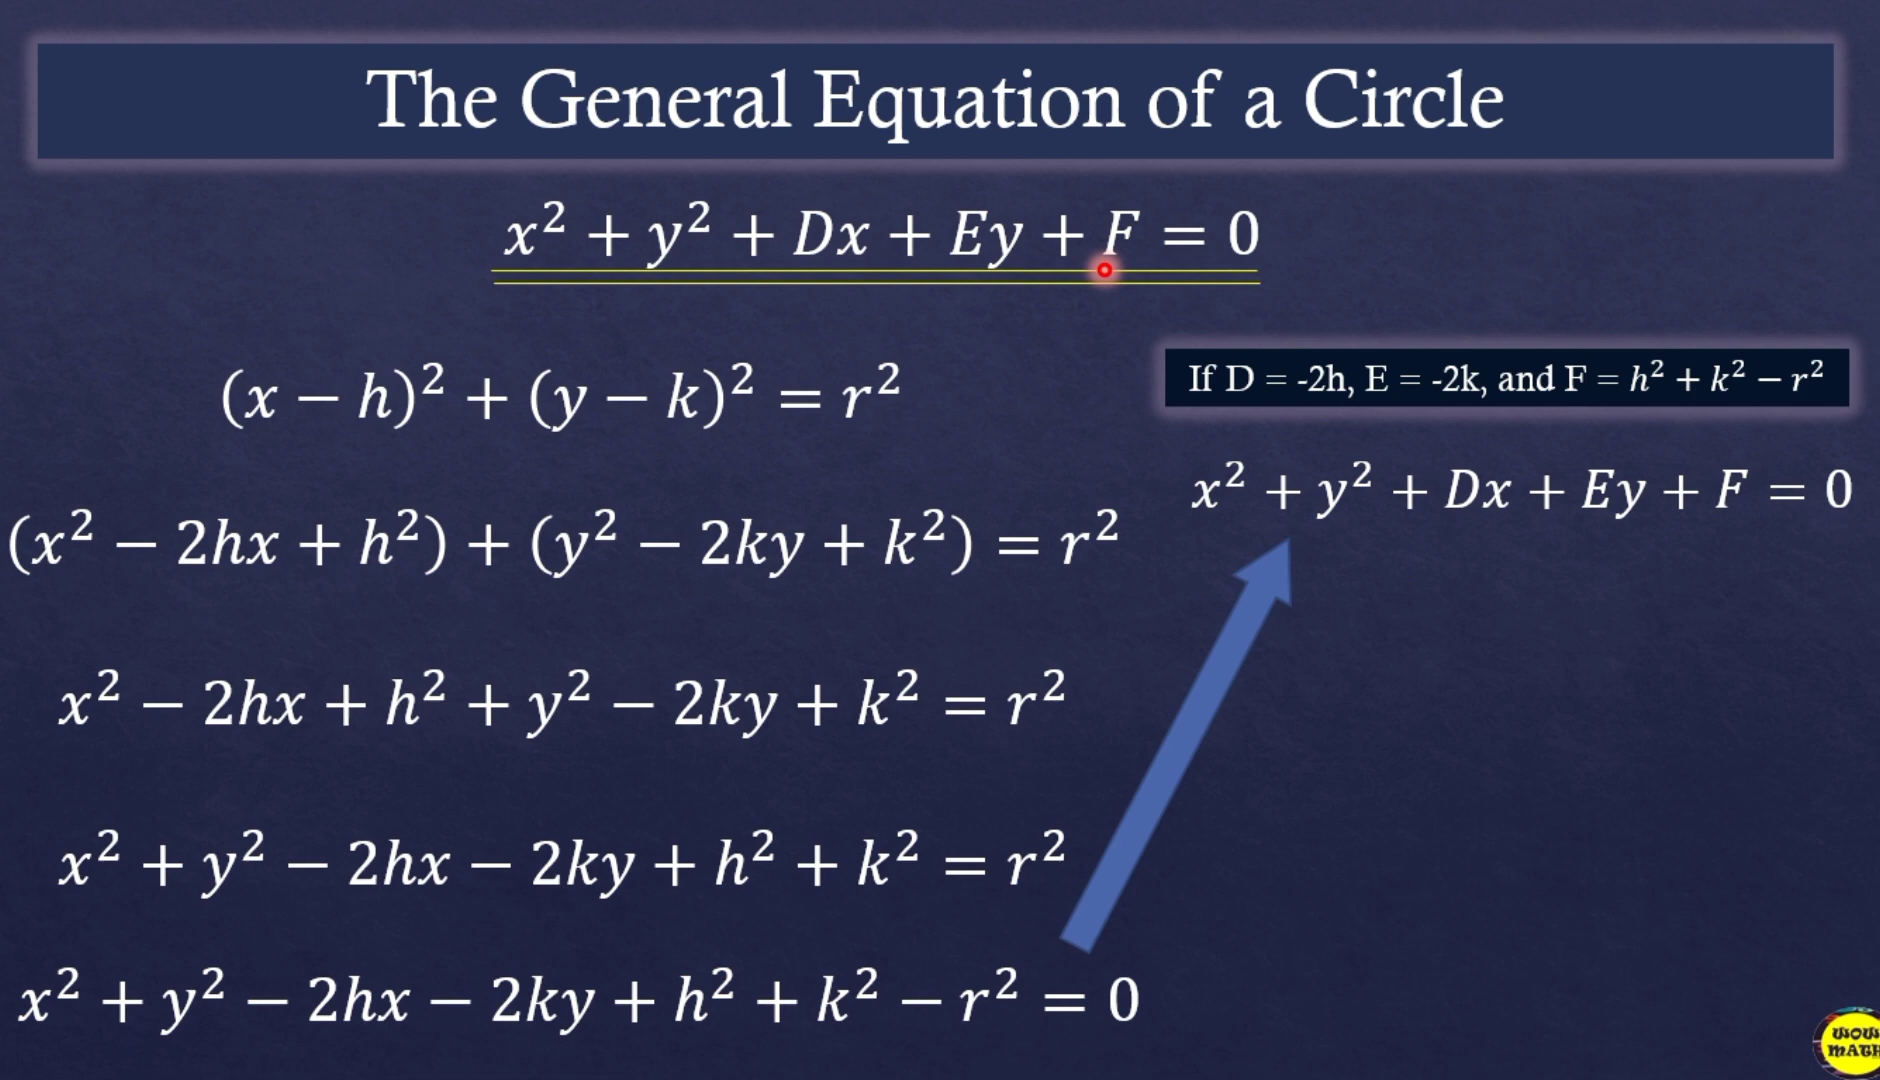 The General Equation of a Circle
x² + y² + Dx + Ey + F = 0
(x − h)² + (y − k)² = r²
If D = -2h, E = -2k, and F = h² + k² − r²
x² + y² + Dx + Ey + F = 0
(x² − 2hx + h²) + (y² − 2ky + k²) = r²
x² − 2hx + h² + y² − 2ky + k² = r²
x² + y² − 2hx − 2ky + h² + k² = r²
x² + y² − 2hx − 2ky + h² + k² − r² = 0
WOW
MATH